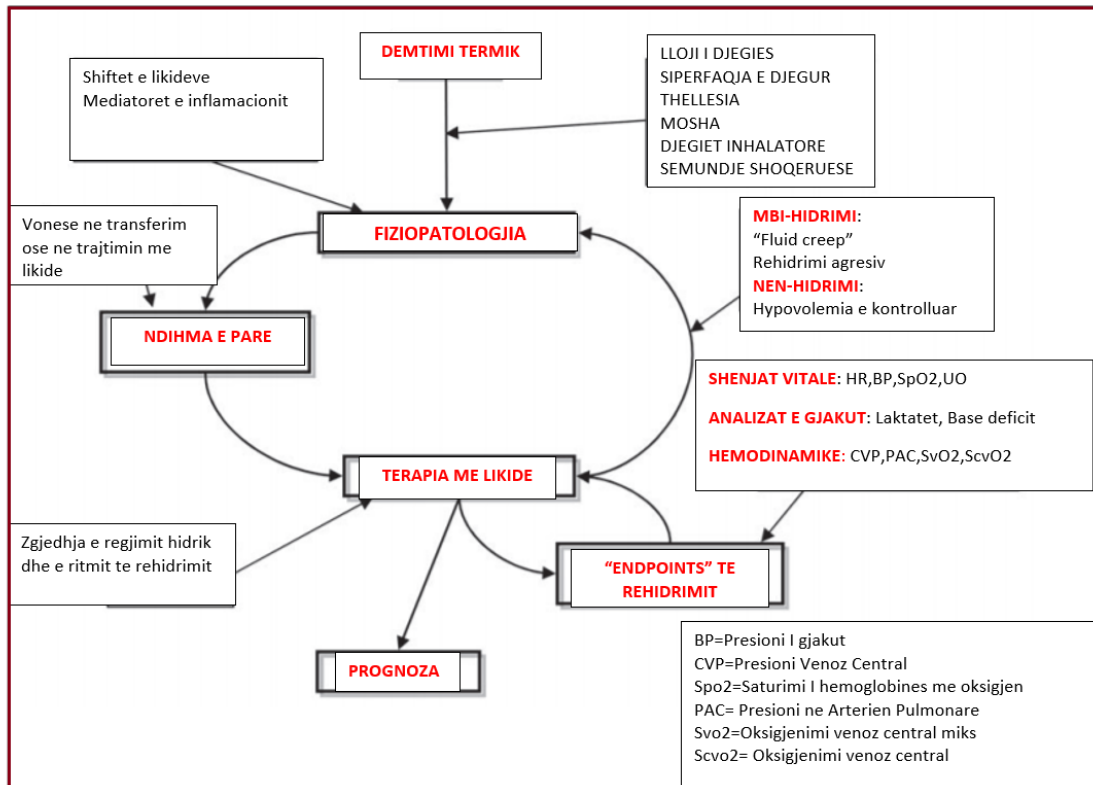 DEMTIMI TERMIK
Shiftet e likideve
Mediatoret e inflamacionit
LLOJI I DJEGIES
SIPERFAQJA E DJEGUR
THELLESIA
MOSHA
DJEGIET INHALATORE
SEMUNDJE SHOQERUESE
FIZIOPATOLOGJIA
MBI-HIDRIMI:
“Fluid creep”
Rehidrimi agresiv
NEN-HIDRIMI:
Hypovolemia e kontrolluar
Vonese ne transferim
ose ne trajtimin me
likide
NDIHMA E PARE
SHENJAT VITALE: HR,BP,SpO2,UO
ANALIZAT E GJAKUT: Laktatet, Base deficit
HEMODINAMIKE: CVP,PAC,SvO2,ScvO2
TERAPIA ME LIKIDE
Zgjedhja e regjimit hidrik
dhe e ritmit te rehidrimit
“ENDPOINTS” TE
REHIDRIMIT
PROGNOZA
BP=Presioni I gjakut
CVP=Presioni Venoz Central
Spo2=Saturimi I hemoglobines me oksigjen
PAC= Presioni ne Arterien Pulmonare
Svo2=Oksigjenimi venoz central miks
Scvo2= Oksigjenimi venoz central